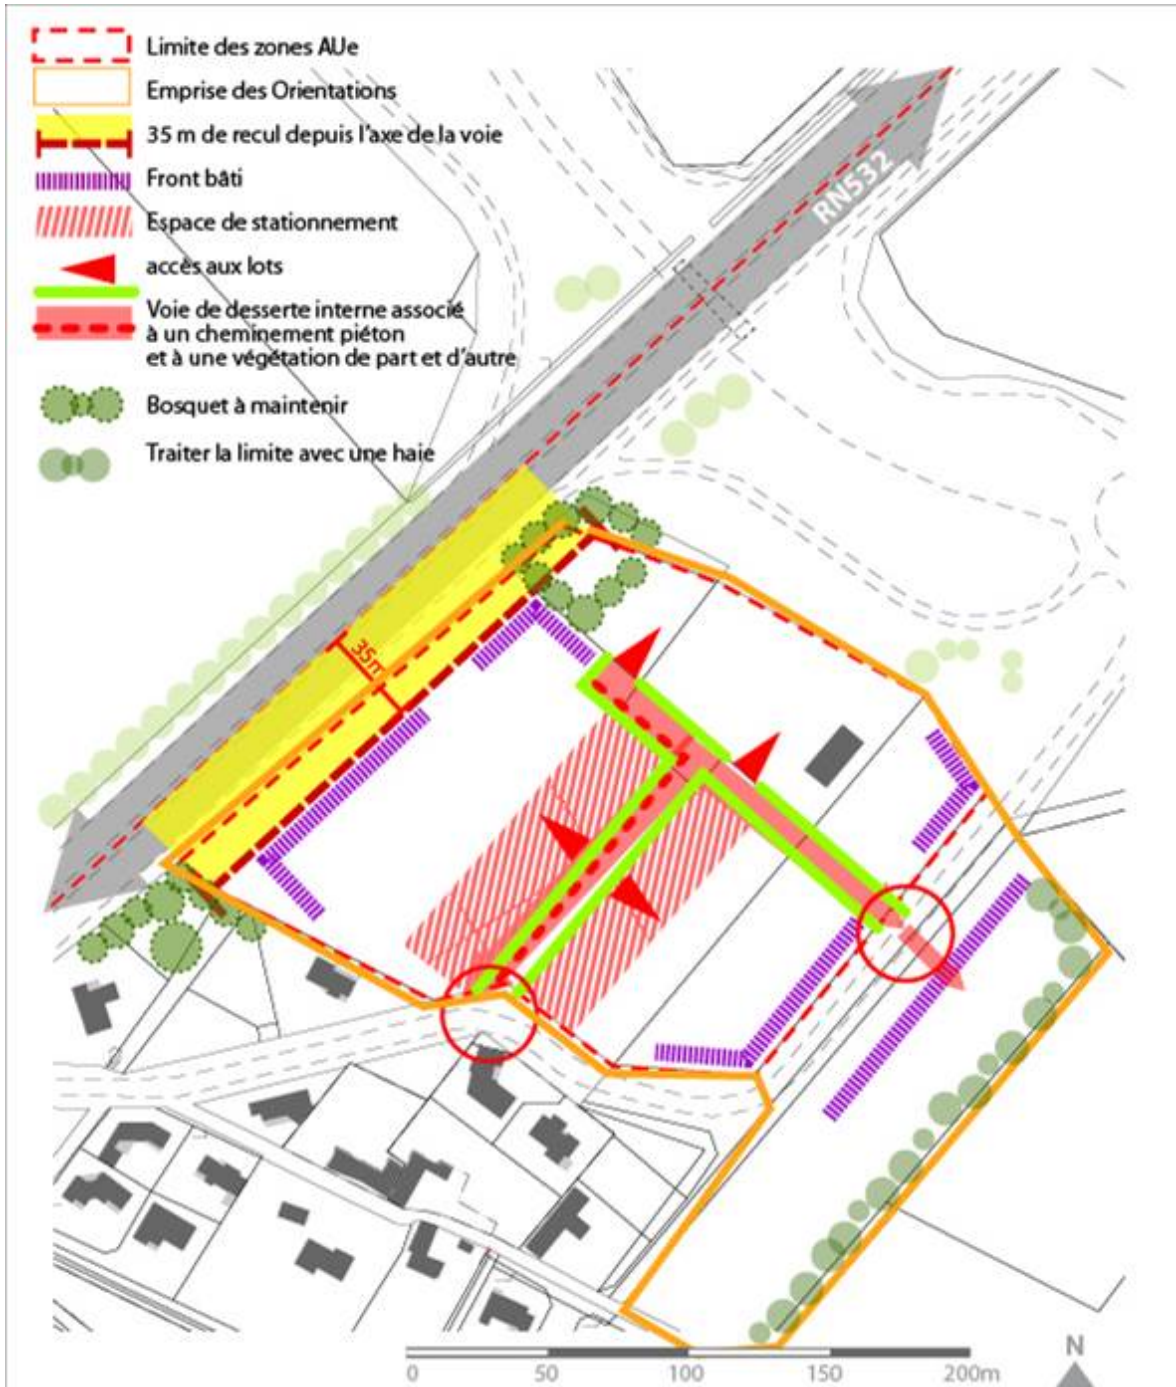 Limite des zones AUe
Emprise des Orientations
35 m de recul depuis l'axe de la voie
Front bâti
Espace de stationnement
accès aux lots
Voie de desserte interne associé
à un cheminement piéton
et à une végétation de part et d'autre
Bosquet à maintenir
Traiter la limite avec une haie
RN532
35m
N
0 50 100 150 200m